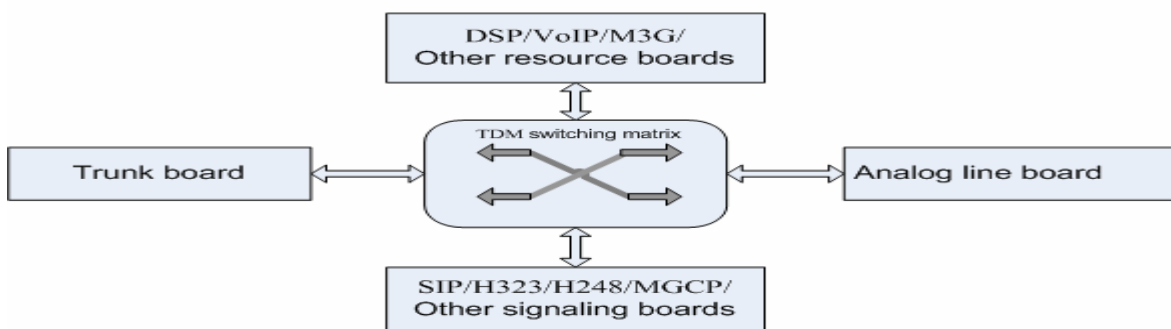 DSP/VoIP/M3G/
Other resource boards
TDM switching matrix
Trunk board
Analog line board
SIP/H323/H248/MGCP/
Other signaling boards